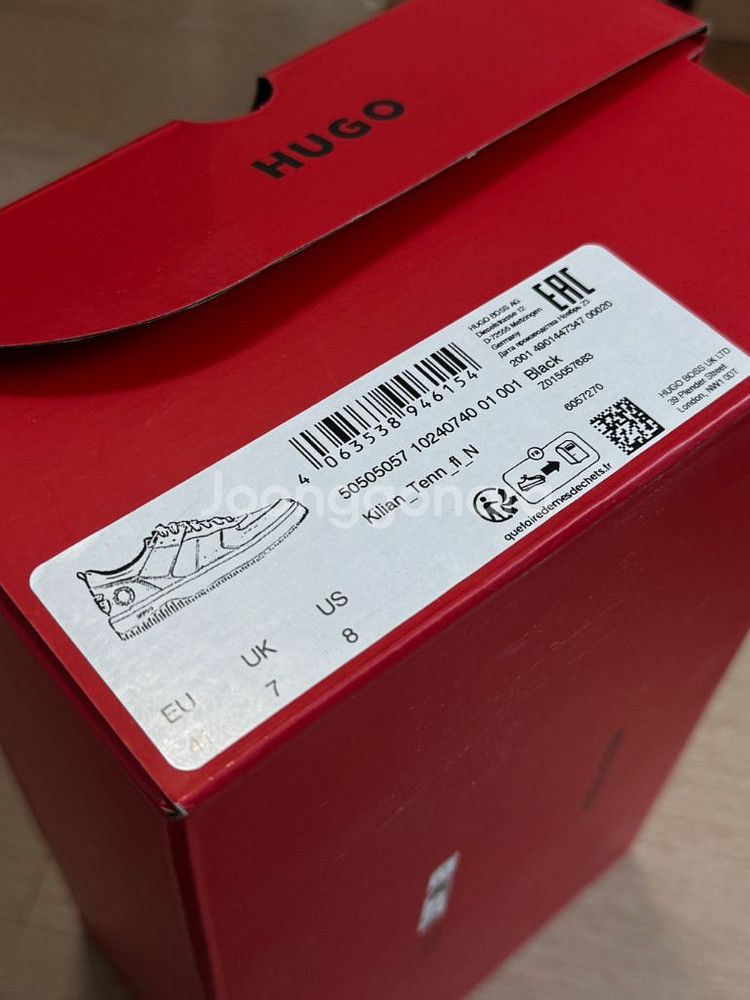 HUGO
HUGO BOSS AG
Dieselstrasse 12
D-72555 Metzingen
Germany
EAC
Дата производства Ноябрь 23
2001 4901447347 00020
Z015057683
6057270
HUGO BOSS UK LTD
39 Plender Street
London, NW1 0DT
4 063538 946154
50505057 10240740 01 001 Black
Kilian_Tenn_fl_N
FR
quefairedemesdechets.fr
EU UK US
41 7 8